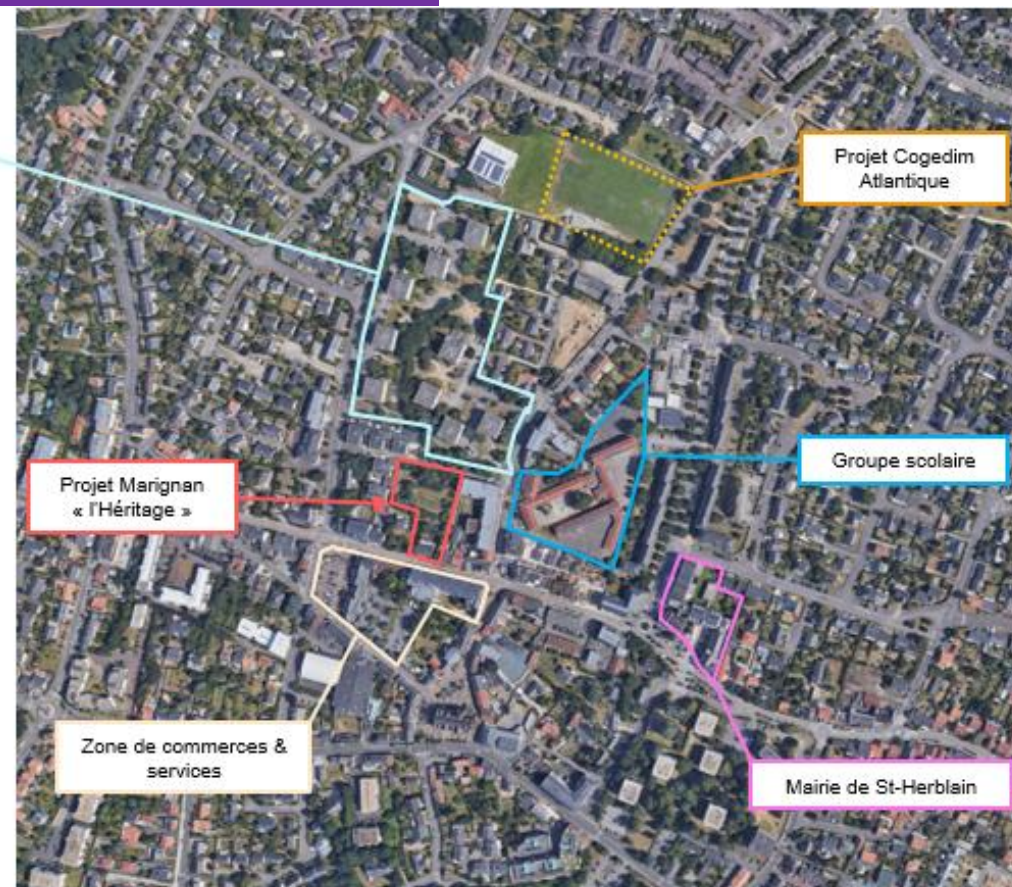 Projet Cogedim
Atlantique
Groupe scolaire
Projet Marignan
« l'Héritage »
Zone de commerces &
services
Mairie de St-Herblain